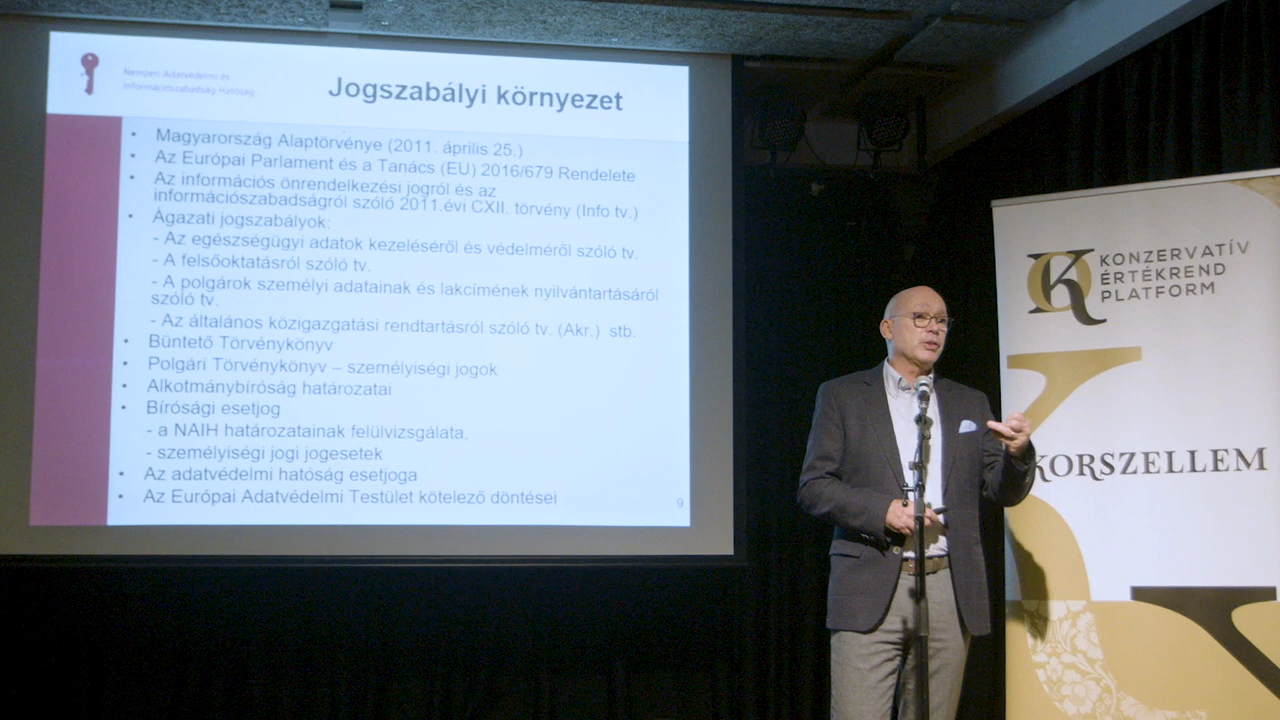 Nemzeti Adatvédelmi és
Információszabadság Hatóság
Jogszabályi környezet
• Magyarország Alaptörvénye (2011. április 25.)
• Az Európai Parlament és a Tanács (EU) 2016/679 Rendelete
• Az információs önrendelkezési jogról és az
információszabadságról szóló 2011.évi CXII. törvény (Info tv.)
• Ágazati jogszabályok:
- Az egészségügyi adatok kezeléséről és védelméről szóló tv.
- A felsőoktatásról szóló tv.
- A polgárok személyi adatainak és lakcímének nyilvántartásáról
szóló tv.
- Az általános közigazgatási rendtartásról szóló tv. (Akr.) stb.
• Büntető Törvénykönyv
• Polgári Törvénykönyv – személyiségi jogok
• Alkotmánybíróság határozatai
• Bírósági esetjog
- a NAIH határozatainak felülvizsgálata,
- személyiségi jogi jogesetek
• Az adatvédelmi hatóság esetjoga
• Az Európai Adatvédelmi Testület kötelező döntései
9
KONZERVATÍV
ÉRTÉKREND
PLATFORM
KORSZELLEM